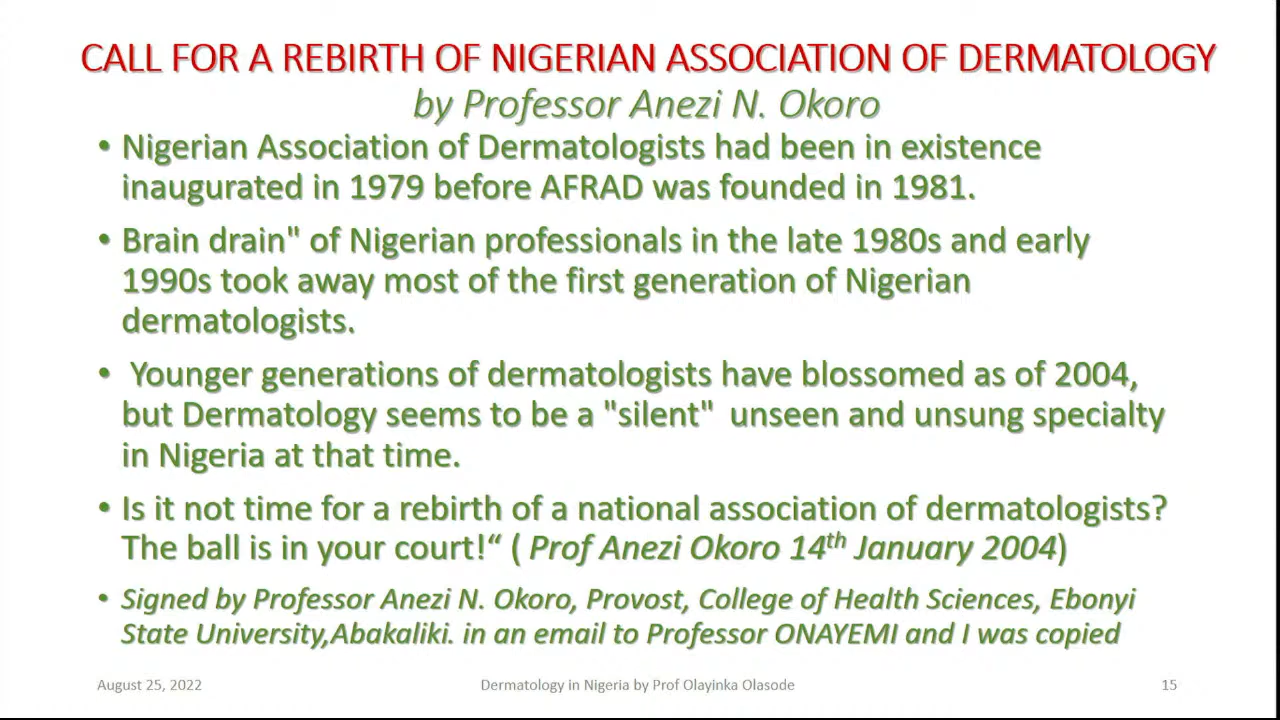 CALL FOR A REBIRTH OF NIGERIAN ASSOCIATION OF DERMATOLOGY
by Professor Anezi N. Okoro
• Nigerian Association of Dermatologists had been in existence
inaugurated in 1979 before AFRAD was founded in 1981.
• Brain drain" of Nigerian professionals in the late 1980s and early
1990s took away most of the first generation of Nigerian
dermatologists.
• Younger generations of dermatologists have blossomed as of 2004,
but Dermatology seems to be a "silent" unseen and unsung specialty
in Nigeria at that time.
• Is it not time for a rebirth of a national association of dermatologists?
The ball is in your court!“ ( Prof Anezi Okoro 14th January 2004)
• Signed by Professor Anezi N. Okoro, Provost, College of Health Sciences, Ebonyi
State University,Abakaliki. in an email to Professor ONAYEMI and I was copied
August 25, 2022 Dermatology in Nigeria by Prof Olayinka Olasode 15